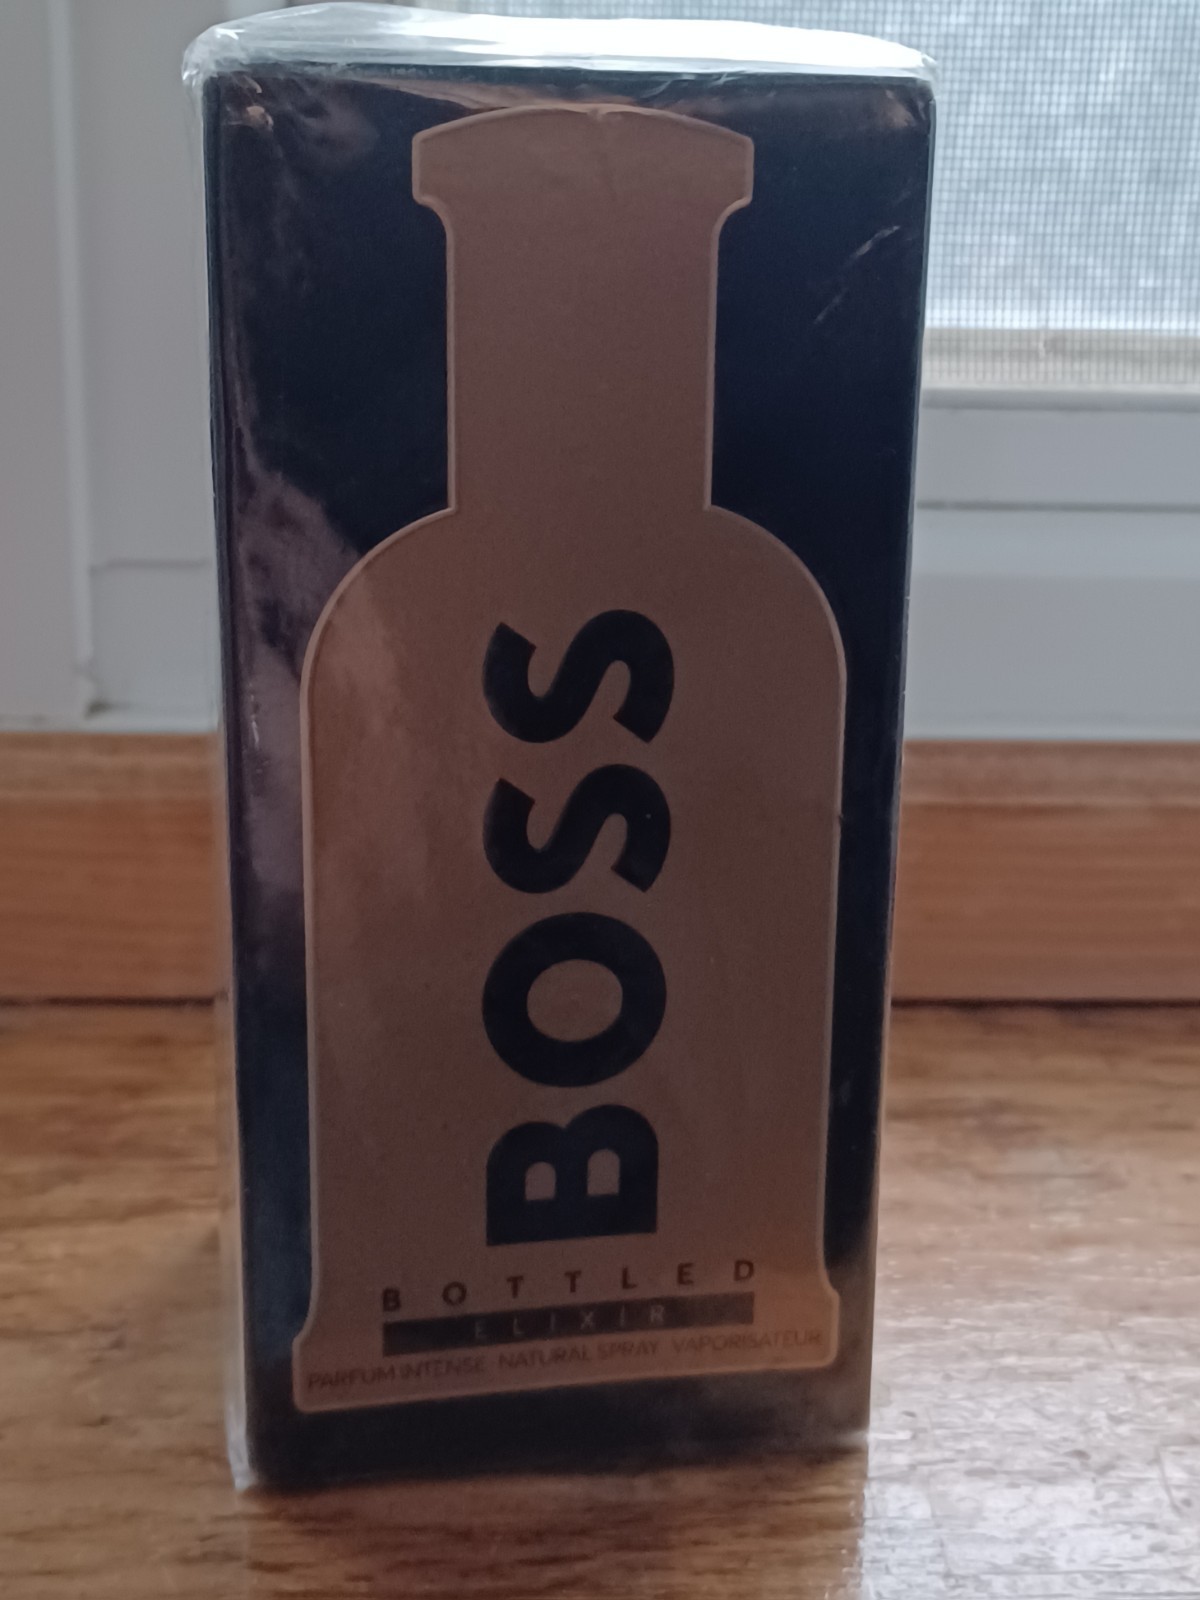 BOSS
BOTTLED
ELIXIR
PARFUM INTENSE · NATURAL SPRAY VAPORISATEUR